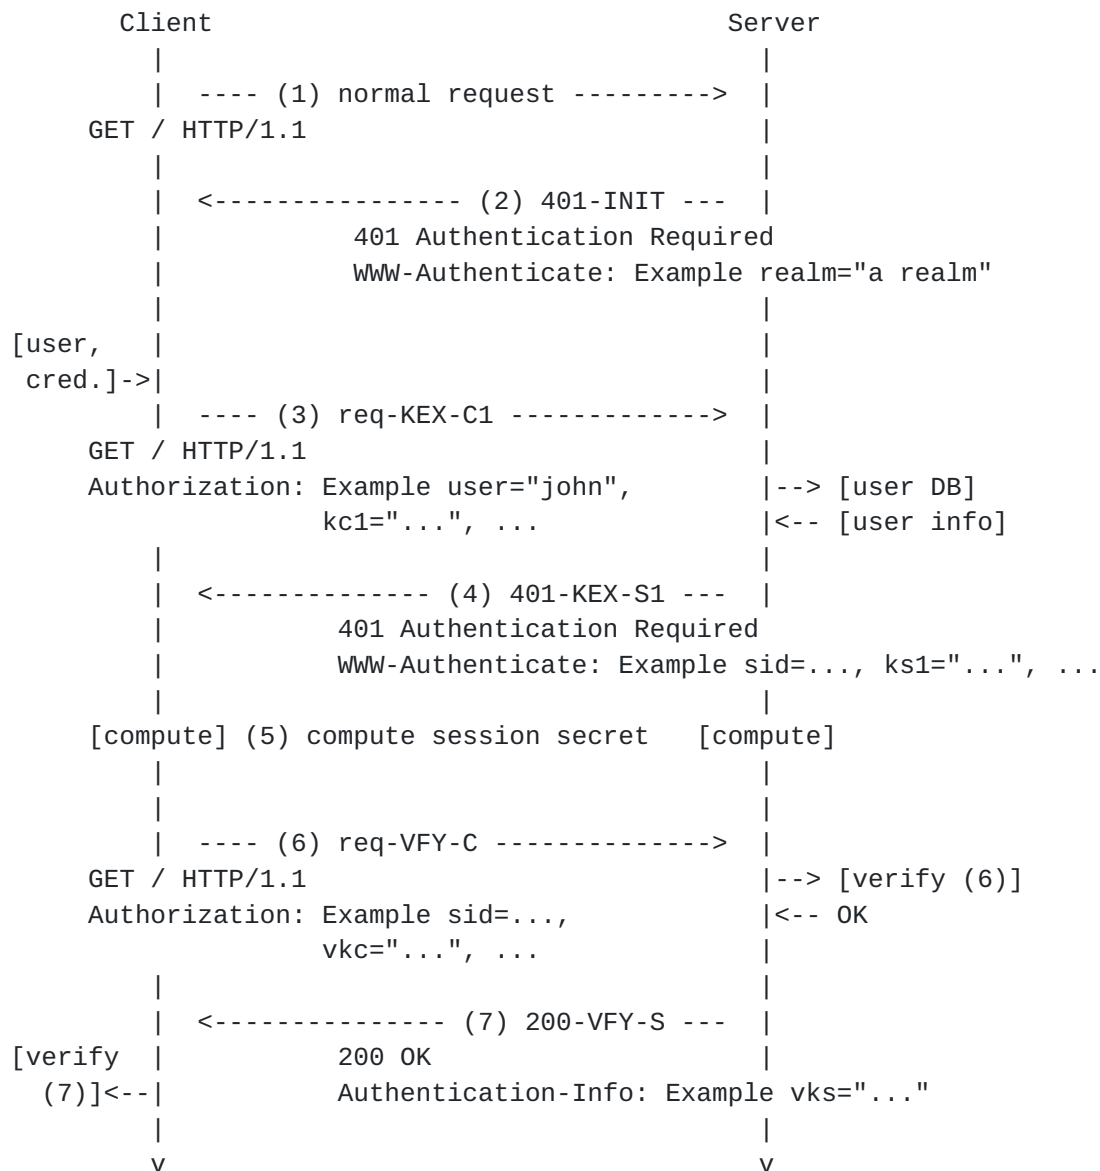 Client                                 Server
|                                       |
|  ---- (1) normal request --------->  |
GET / HTTP/1.1                             |
|                                       |
|  <---------------- (2) 401-INIT ---  |
|            401 Authentication Required
|            WWW-Authenticate: Example realm="a realm"
|                                       |
[user,   |                                       |
cred.]->|                                       |
|  ---- (3) req-KEX-C1 ------------->  |
GET / HTTP/1.1                             |
Authorization: Example user="john",        |--> [user DB]
kc1="...", ...              |<-- [user info]
|                                       |
|  <-------------- (4) 401-KEX-S1 ---  |
|           401 Authentication Required
|           WWW-Authenticate: Example sid=..., ks1="...", ...
|                                       |
[compute] (5) compute session secret   [compute]
|                                       |
|                                       |
|  ---- (6) req-VFY-C -------------->  |
GET / HTTP/1.1                             |--> [verify (6)]
Authorization: Example sid=...,            |<-- OK
vkc="...", ...              |
|                                       |
|  <--------------- (7) 200-VFY-S ---  |
[verify  |           200 OK                      |
(7)]<--|           Authentication-Info: Example vks="..."
|                                       |
v                                       v